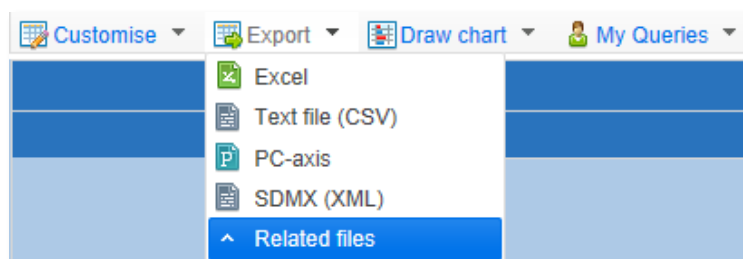 Customise Export Draw chart My Queries
Excel
Text file (CSV)
PC-axis
SDMX (XML)
Related files